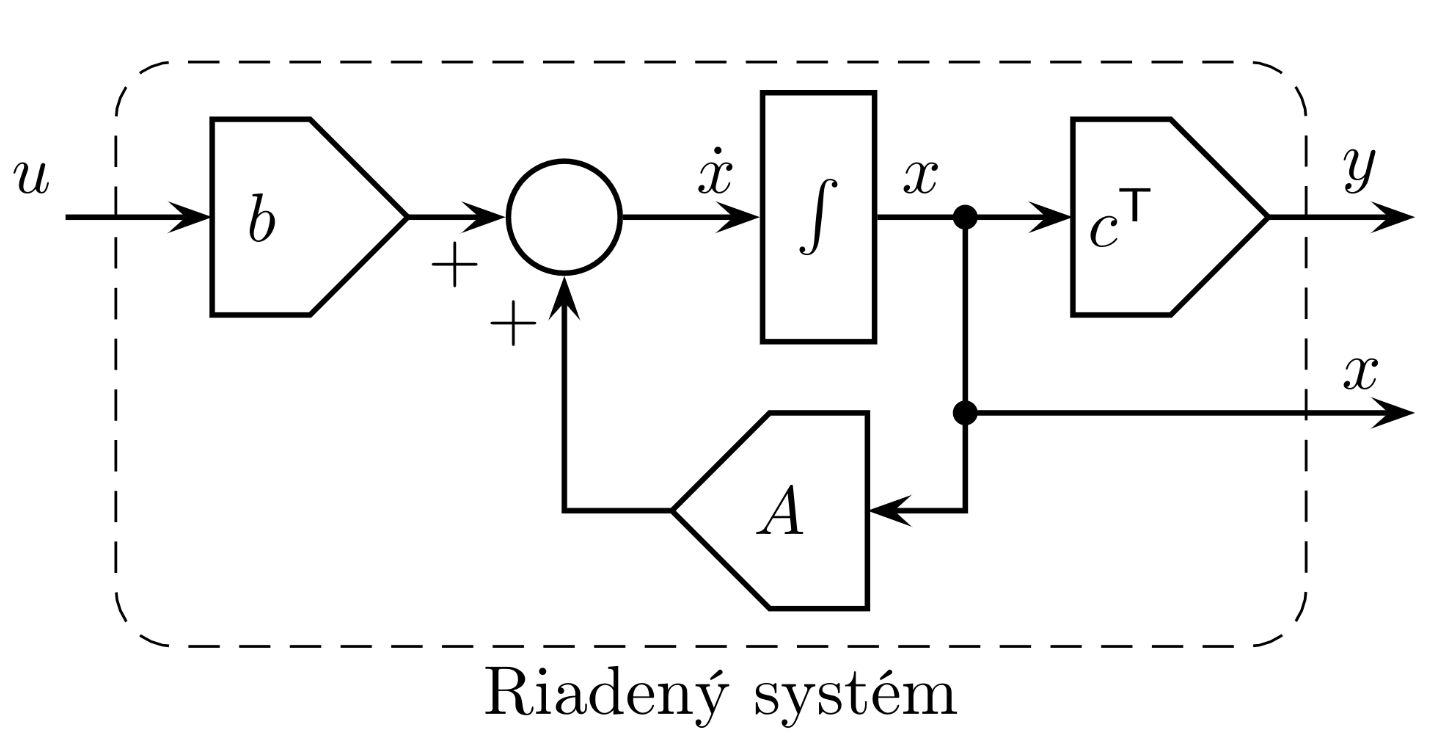 u
b
+
+
ẋ
∫
x
cᵀ
y
x
A
Riadený systém